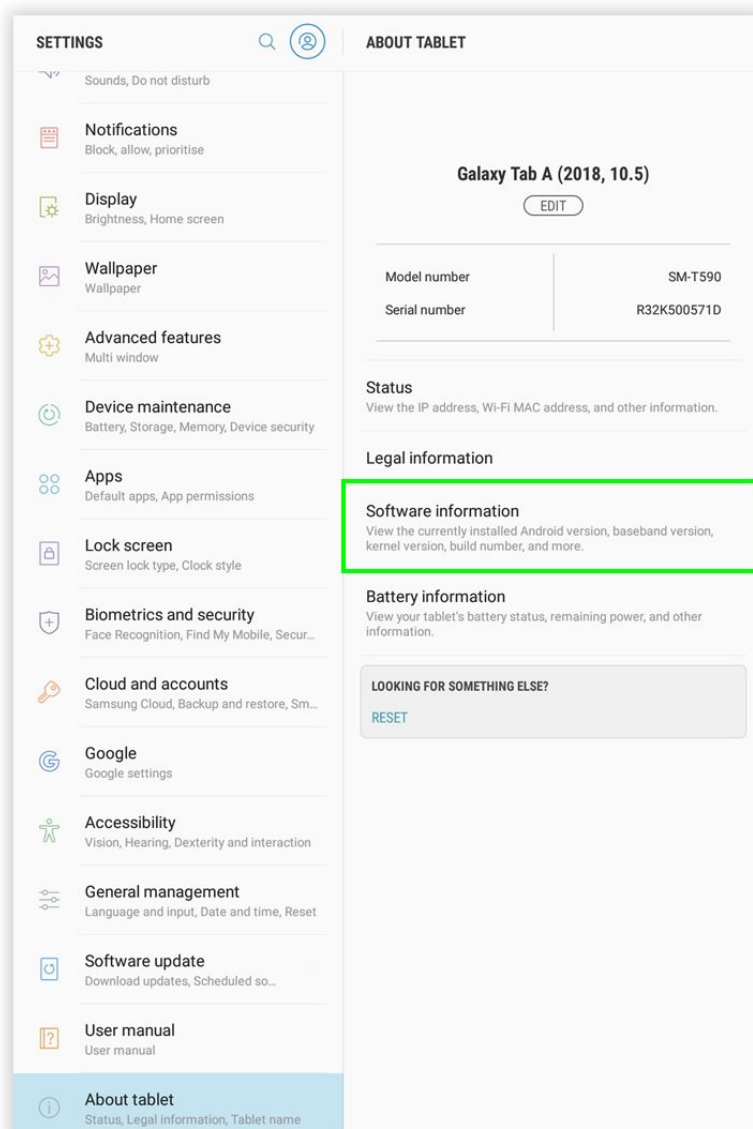 SETTINGS
Sounds, Do not disturb
Notifications
Block, allow, prioritise
Display
Brightness, Home screen
Wallpaper
Wallpaper
Advanced features
Multi window
Device maintenance
Battery, Storage, Memory, Device security
Apps
Default apps, App permissions
Lock screen
Screen lock type, Clock style
Biometrics and security
Face Recognition, Find My Mobile, Secur...
Cloud and accounts
Samsung Cloud, Backup and restore, Sm...
Google
Google settings
Accessibility
Vision, Hearing, Dexterity and interaction
General management
Language and input, Date and time, Reset
Software update
Download updates, Scheduled so...
User manual
User manual
About tablet
Status, Legal information, Tablet name
ABOUT TABLET
Galaxy Tab A (2018, 10.5)
EDIT
Model number SM-T590
Serial number R32K500571D
Status
View the IP address, Wi-Fi MAC address, and other information.
Legal information
Software information
View the currently installed Android version, baseband version,
kernel version, build number, and more.
Battery information
View your tablet's battery status, remaining power, and other
information.
LOOKING FOR SOMETHING ELSE?
RESET